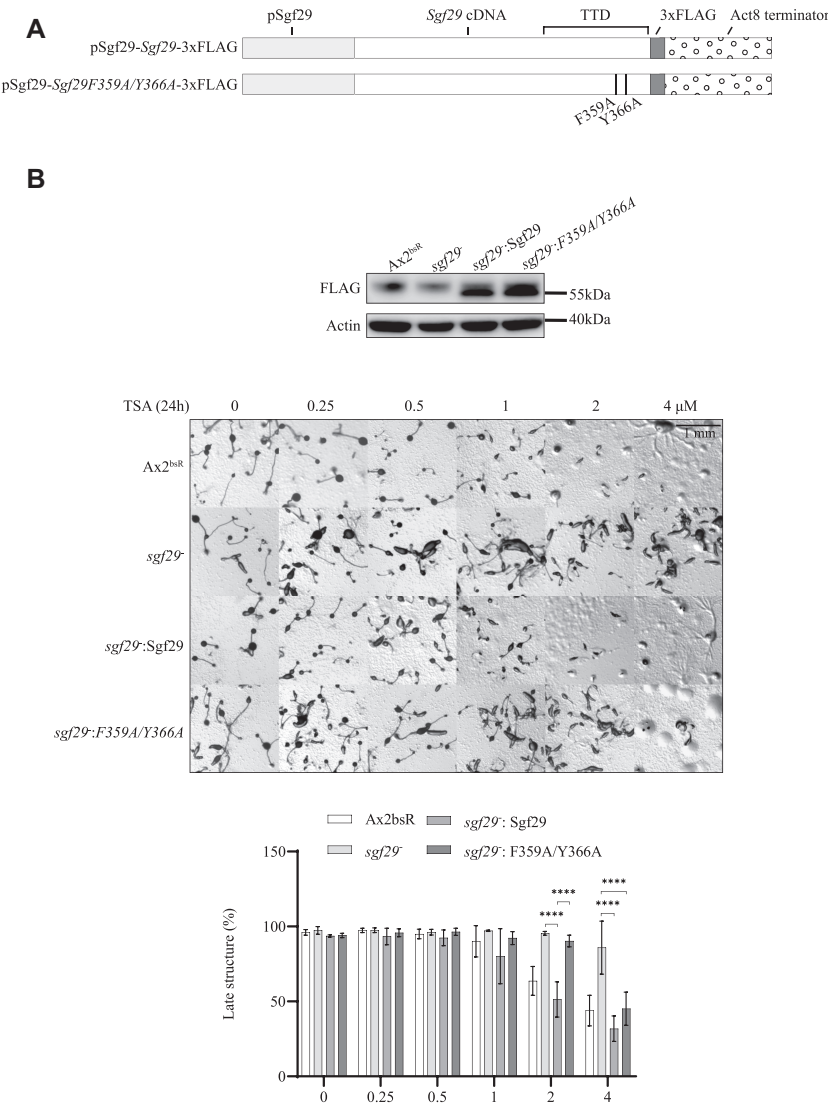 A
pSgf29 Sgf29 cDNA TTD 3xFLAG Act8 terminator
pSgf29-Sgf29-3xFLAG
pSgf29-Sgf29F359A/Y366A-3xFLAG
F359A
Y366A
B
Ax2bsR sgf29- sgf29-:Sgf29 sgf29-:F359A/Y366A
FLAG 55kDa
Actin 40kDa
TSA (24h) 0 0.25 0.5 1 2 4 μM
1 mm
Ax2bsR
sgf29-
sgf29-:Sgf29
sgf29-:F359A/Y366A
Ax2bsR sgf29-: Sgf29
sgf29- sgf29-: F359A/Y366A
Late structure (%)
150
100
50
0
**** ****
**** ****
0 0.25 0.5 1 2 4